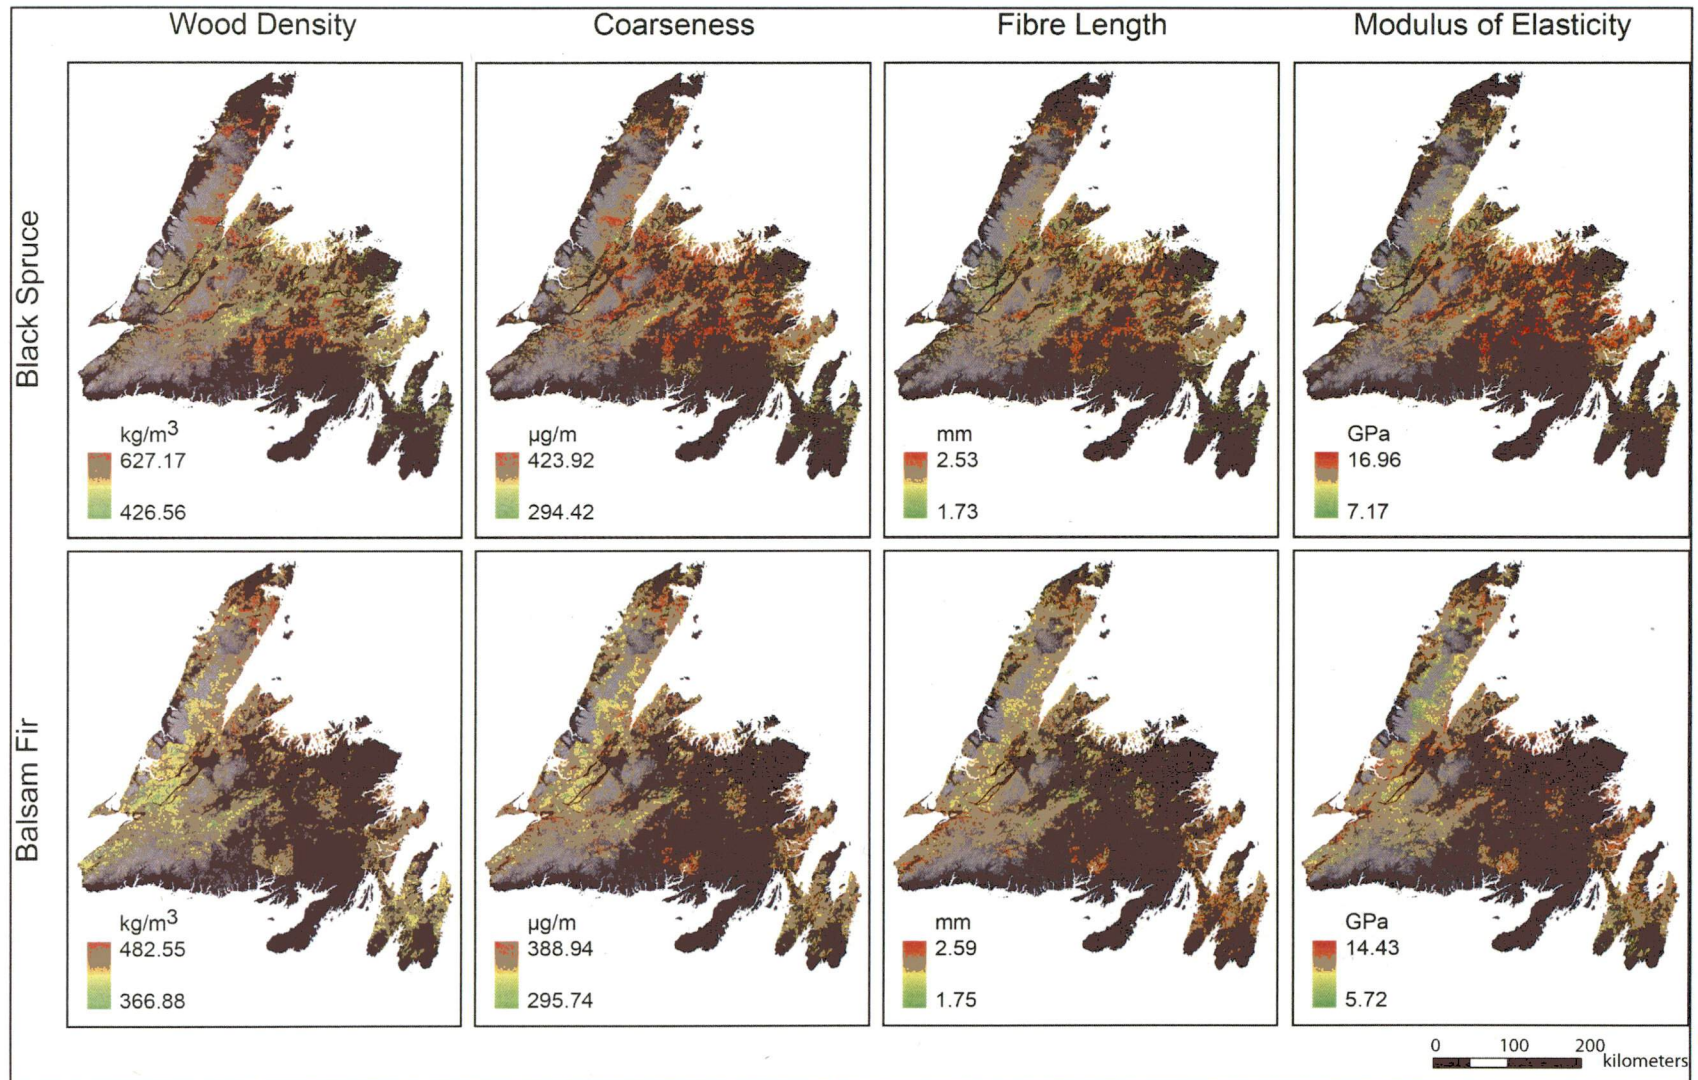 Wood Density Coarseness Fibre Length Modulus of Elasticity
Black Spruce
kg/m3
627.17
426.56
µg/m
423.92
294.42
mm
2.53
1.73
GPa
16.96
7.17
Balsam Fir
kg/m3
482.55
366.88
µg/m
388.94
295.74
mm
2.59
1.75
GPa
14.43
5.72
0 100 200
kilometers